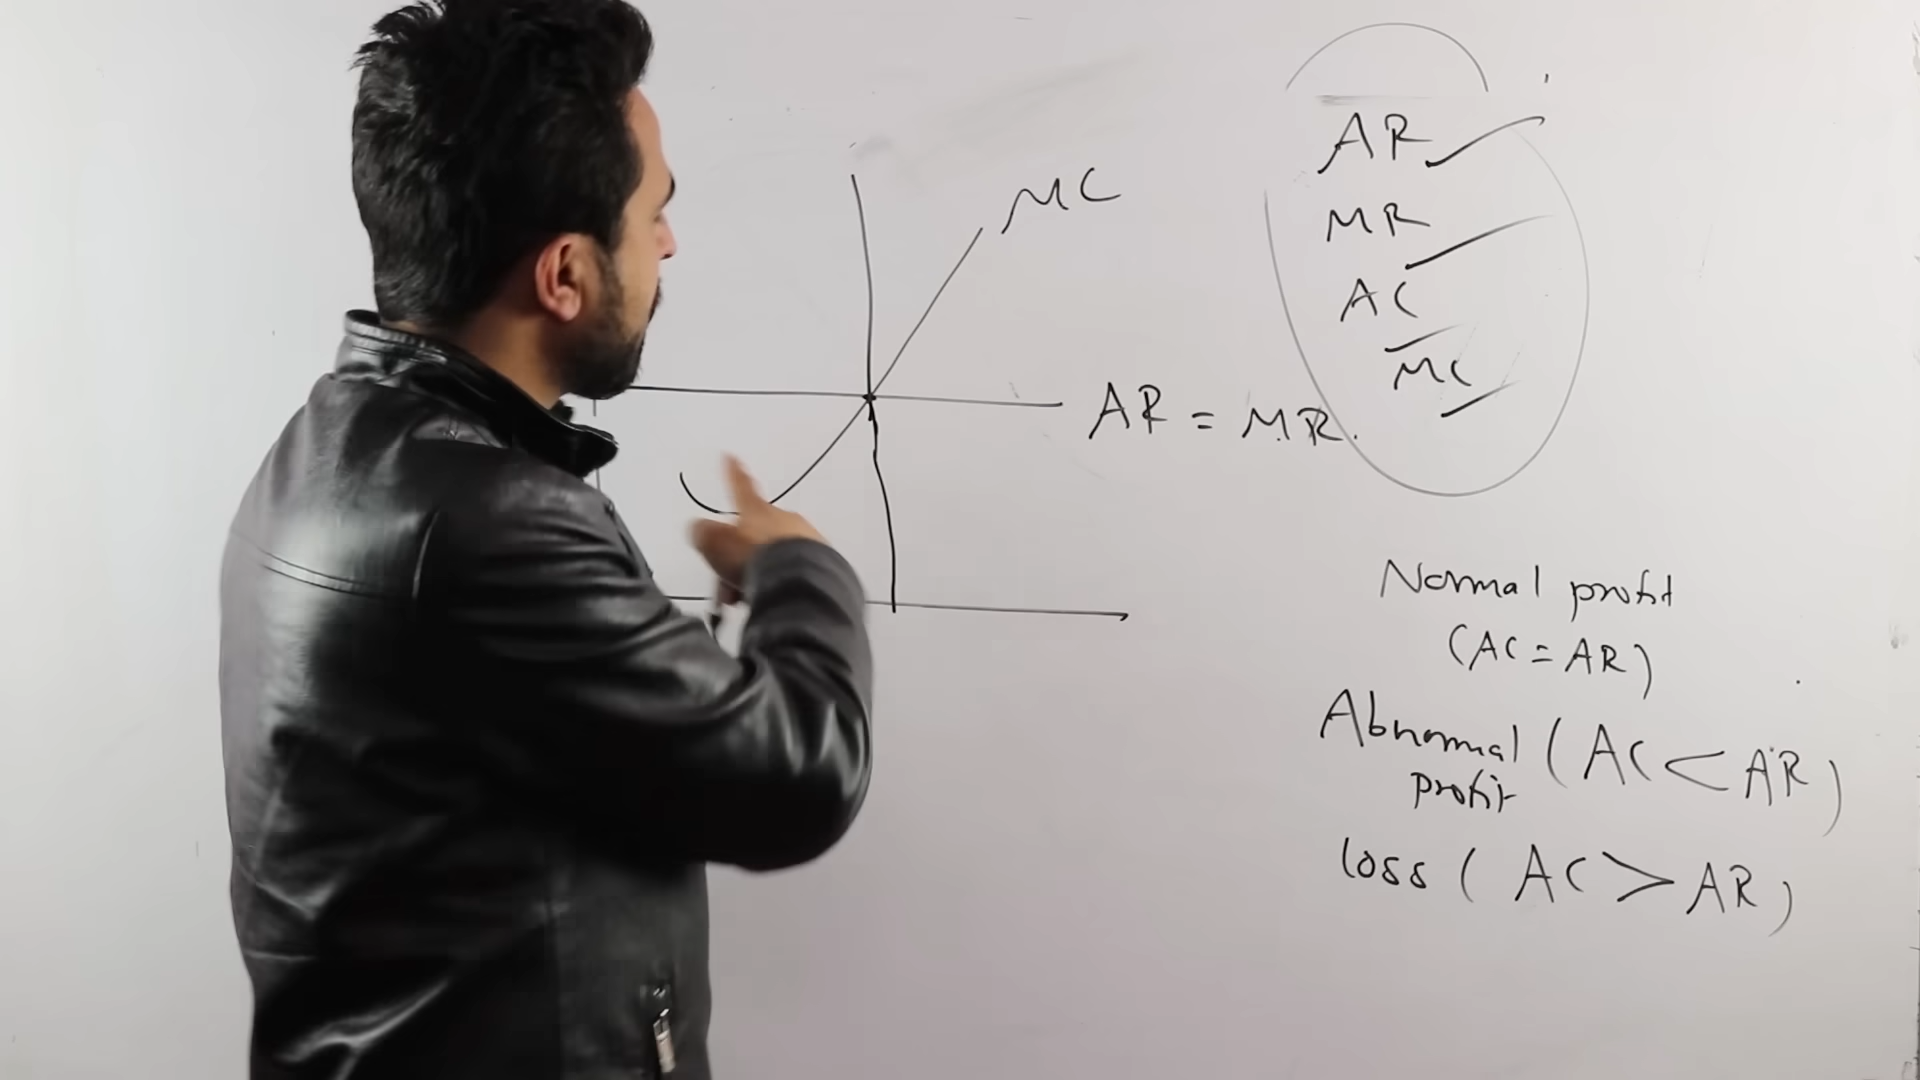 MC
AR = MR.
AR
MR
AC
MC
Normal profit
(AC = AR)
Abnormal (AC < AR)
profit
loss (AC > AR)